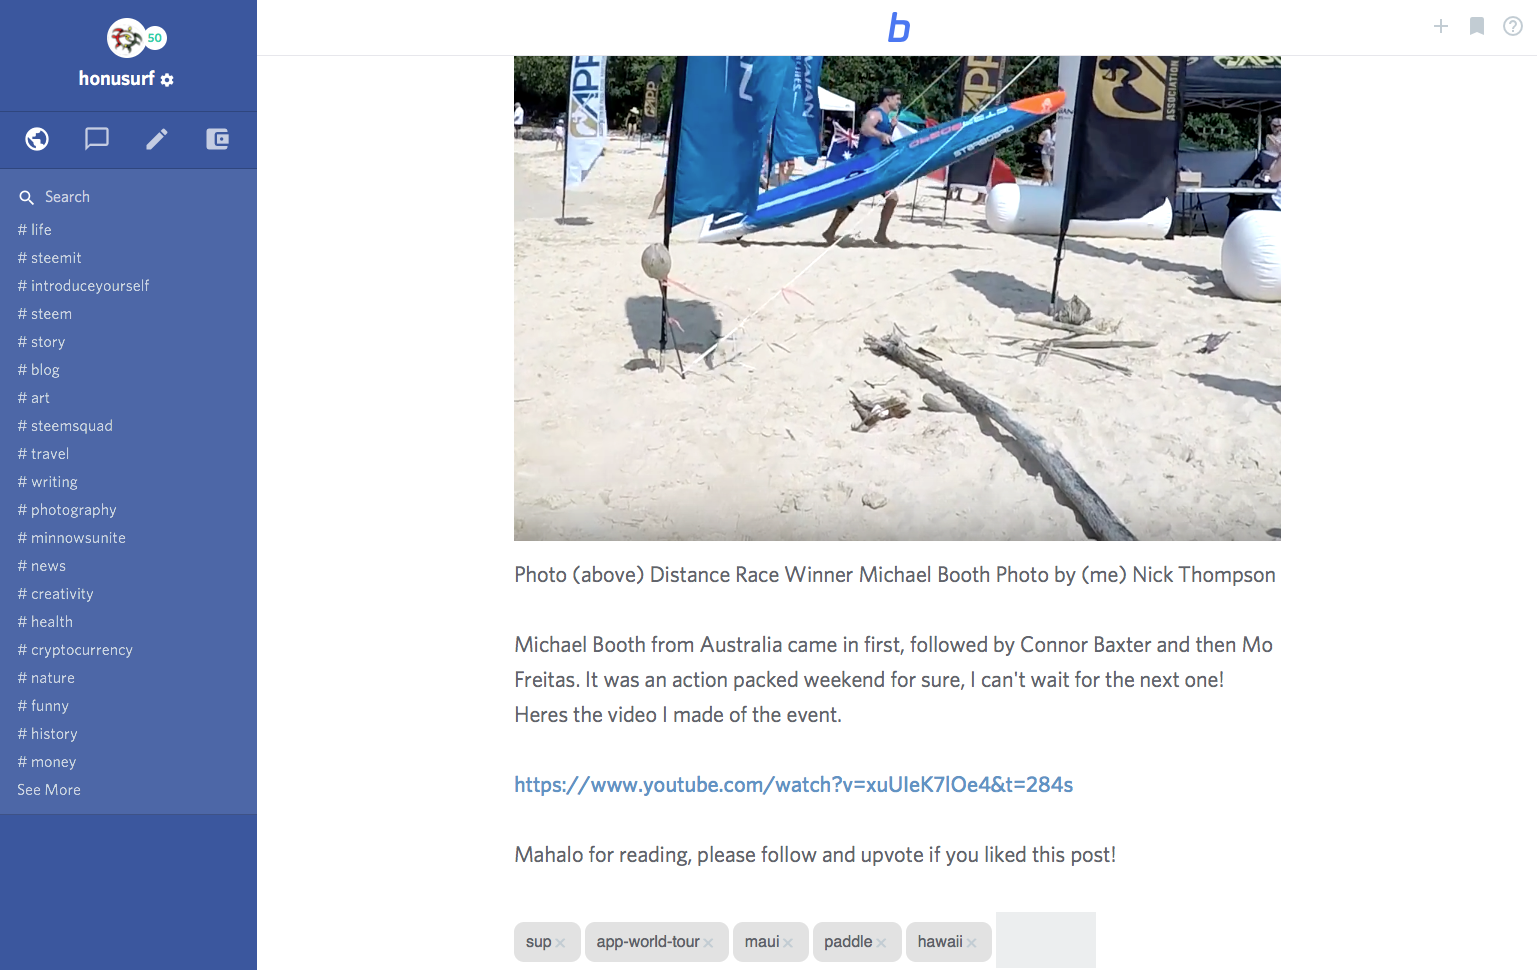 50
honusurf
Search
# life
# steemit
# introduceyourself
# steem
# story
# blog
# art
# steemsquad
# travel
# writing
# photography
# minnowsunite
# news
# creativity
# health
# cryptocurrency
# nature
# funny
# history
# money
See More
b
APP
APP
ASSOCIATION
STARBOARD
Photo (above) Distance Race Winner Michael Booth Photo by (me) Nick Thompson
Michael Booth from Australia came in first, followed by Connor Baxter and then Mo
Freitas. It was an action packed weekend for sure, I can't wait for the next one!
Heres the video I made of the event.
https://www.youtube.com/watch?v=xuUIeK7lOe4&t=284s
Mahalo for reading, please follow and upvote if you liked this post!
sup × app-world-tour × maui × paddle × hawaii ×